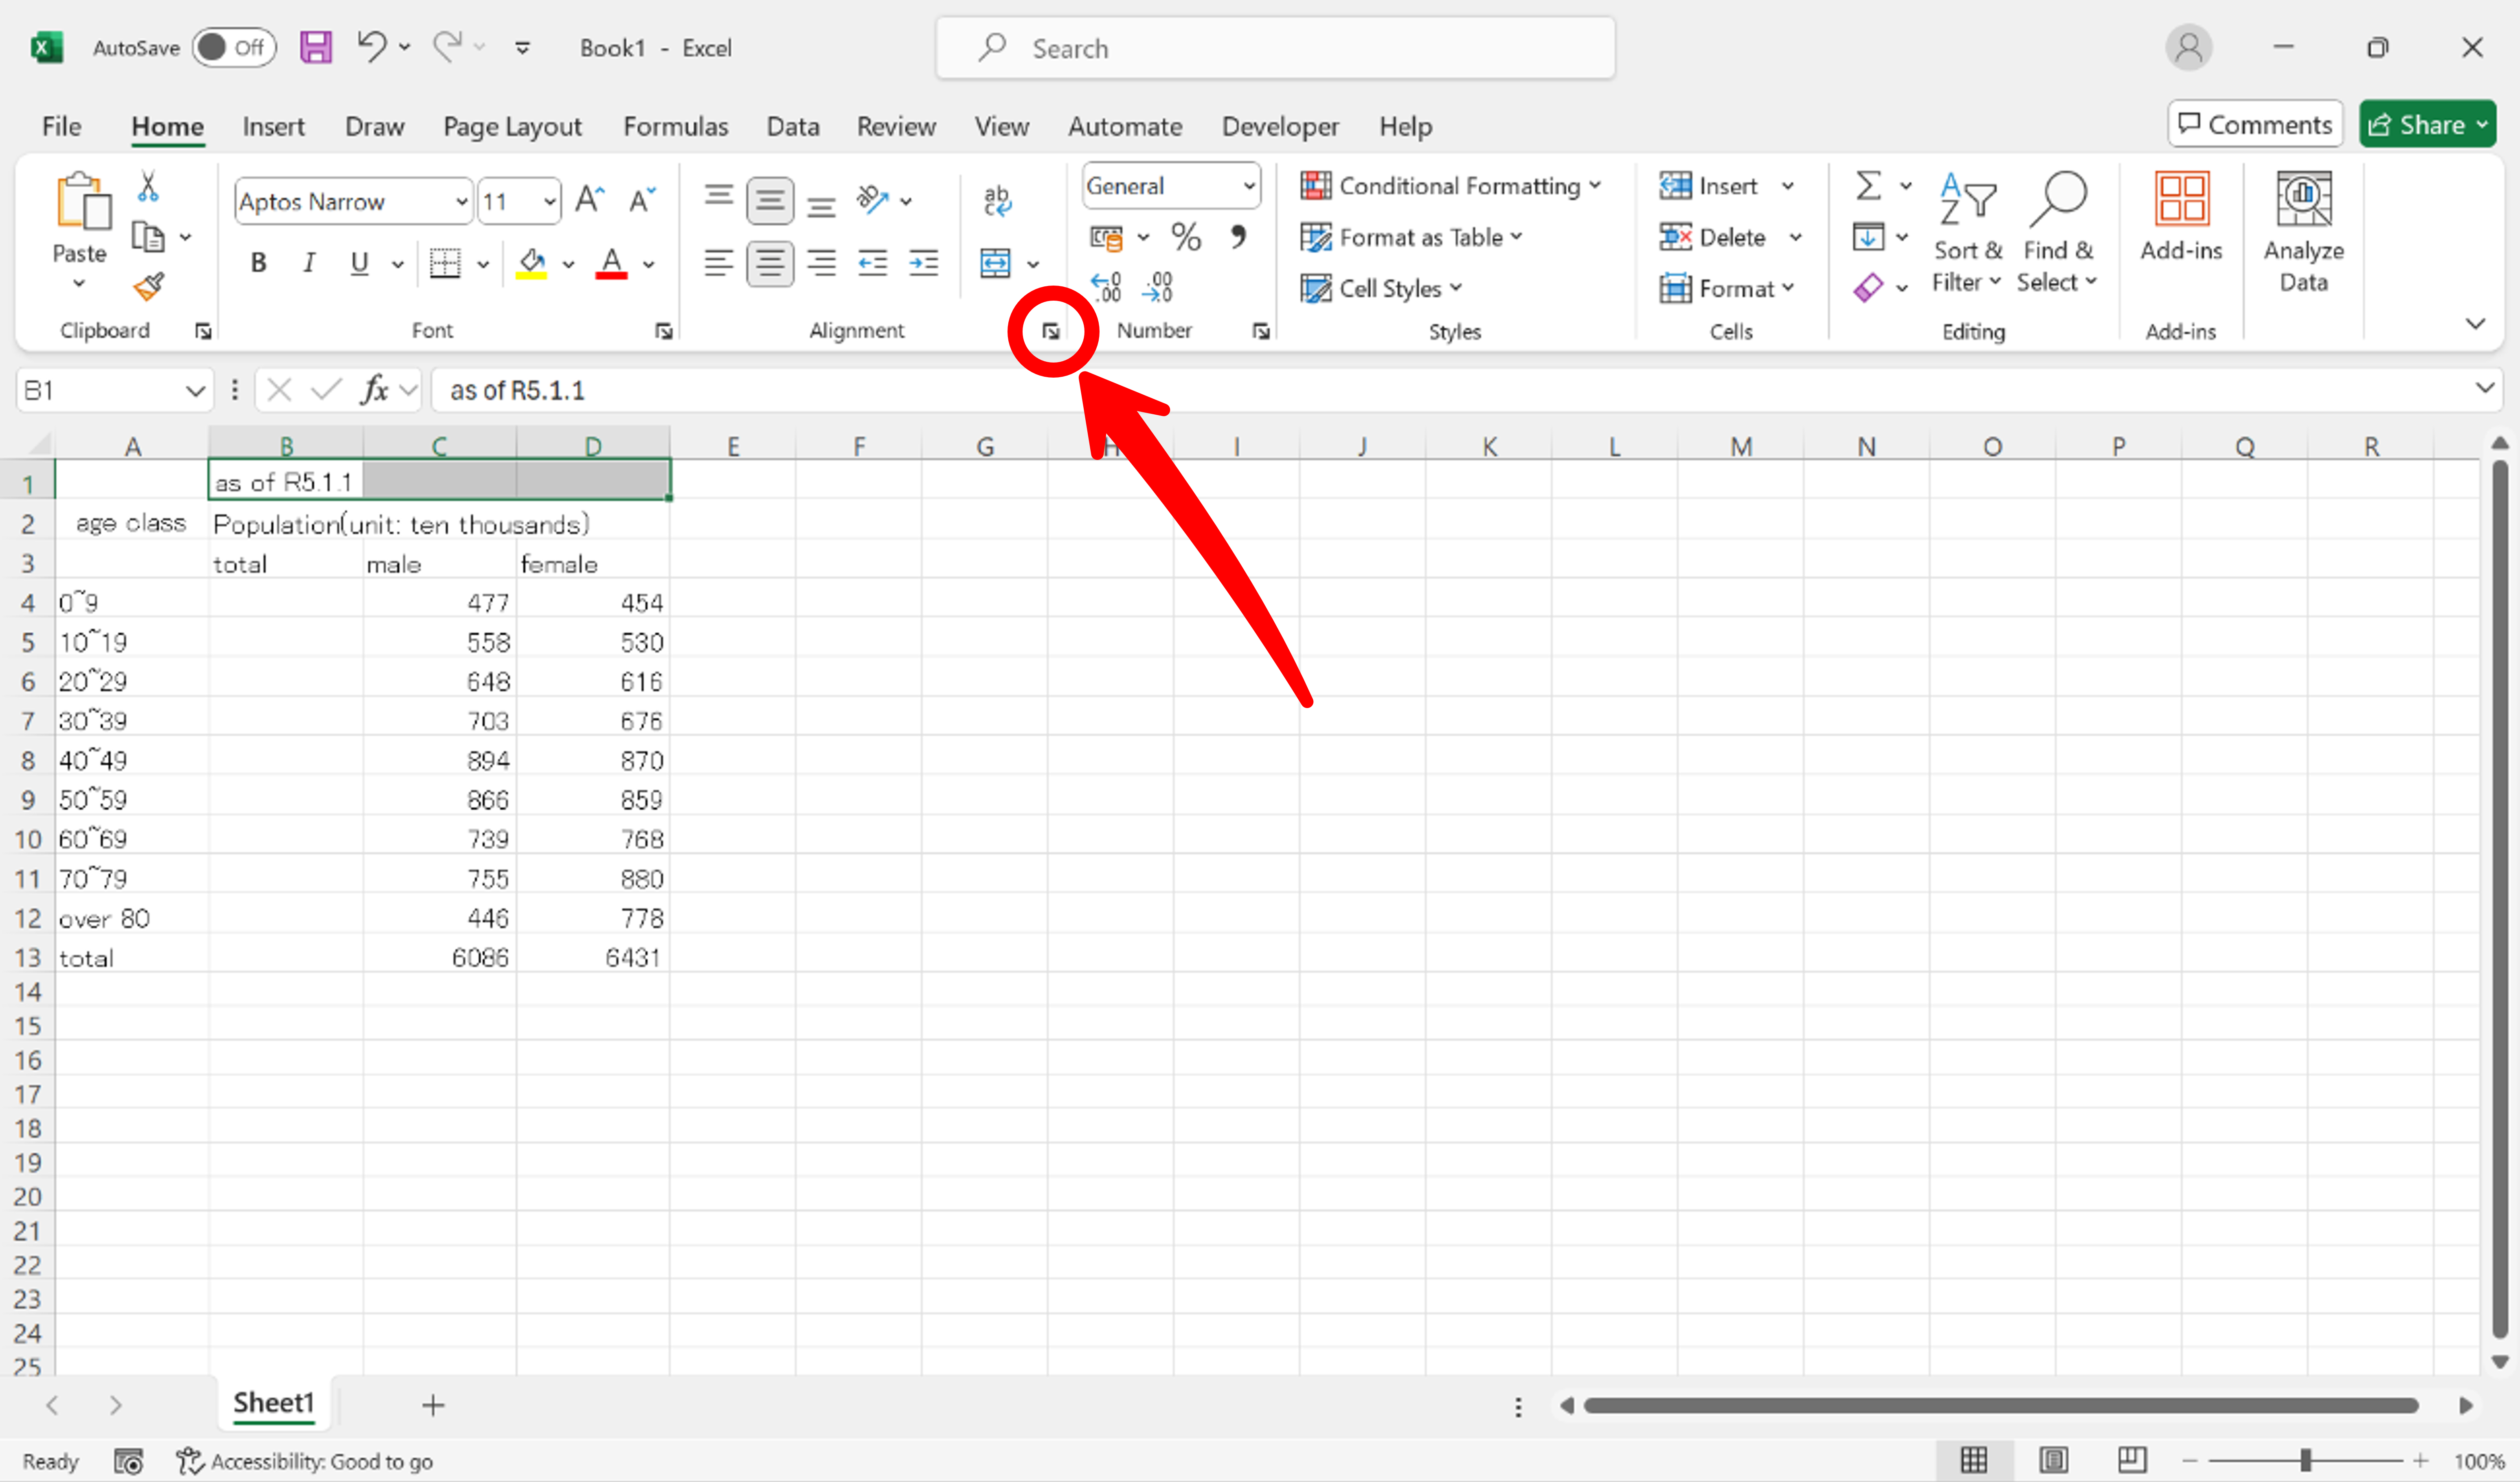 AutoSave Off Book1 - Excel Search
File Home Insert Draw Page Layout Formulas Data Review View Automate Developer Help Comments Share
Paste
Clipboard
Aptos Narrow 11
B I U A
Font
ab
c
Alignment
General
% ,
Number
Conditional Formatting
Format as Table
Cell Styles
Styles
Insert
Delete
Format
Cells
Sort &
Filter
Find &
Select
Editing
Add-ins
Add-ins
Analyze
Data
B1 fx as of R5.1.1
A B C D E F G H I J K L M N O P Q R
1 as of R5.1.1
2 age class Population(unit: ten thousands)
3 total male female
4 0~9 477 454
5 10~19 558 530
6 20~29 648 616
7 30~39 703 676
8 40~49 894 870
9 50~59 866 859
10 60~69 739 768
11 70~79 755 880
12 over 80 446 778
13 total 6086 6431
14
15
16
17
18
19
20
21
22
23
24
25
Sheet1
Ready Accessibility: Good to go 100%